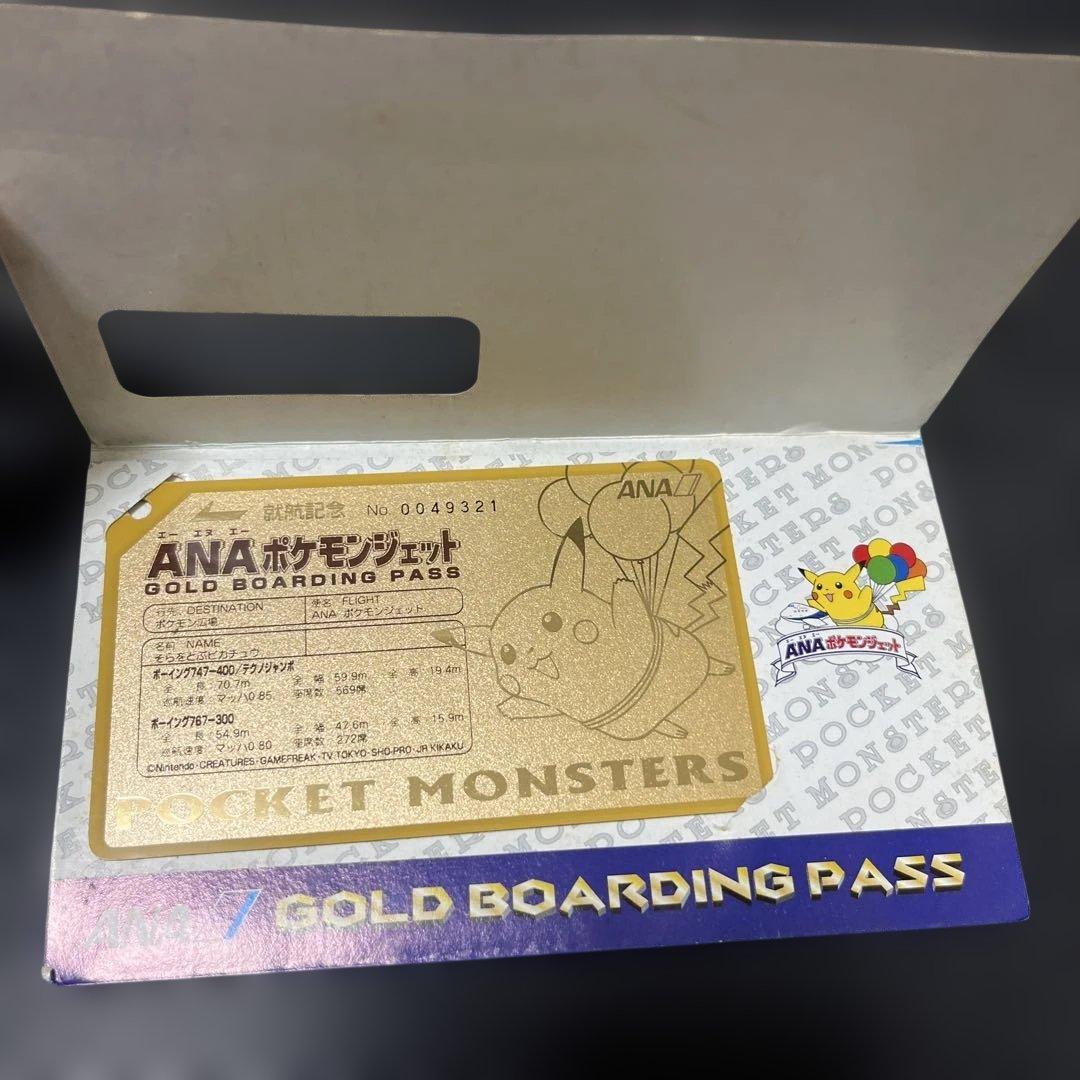 就航記念 No. 0049321
ANA
エー エヌ エー
ANAポケモンジェット
GOLD BOARDING PASS
行先 DESTINATION
ポケモン広場
便名 FLIGHT
ANA ポケモンジェット
名前 NAME
そらをとぶピカチュウ
ボーイング747-400/テクノジャンボ
全長 70.7m 全幅 59.9m 全高 19.4m
巡航速度 マッハ0.85 座席数 569席
ボーイング767-300
全長 54.9m 全幅 47.6m 全高 15.9m
巡航速度 マッハ0.80 座席数 272席
©Nintendo・CREATURES・GAMEFREAK・TV TOKYO・SHO-PRO・JR KIKAKU
POCKET MONSTERS
エー エヌ エー
ANAポケモンジェット
POCKET MONSTERS
ANA GOLD BOARDING PASS